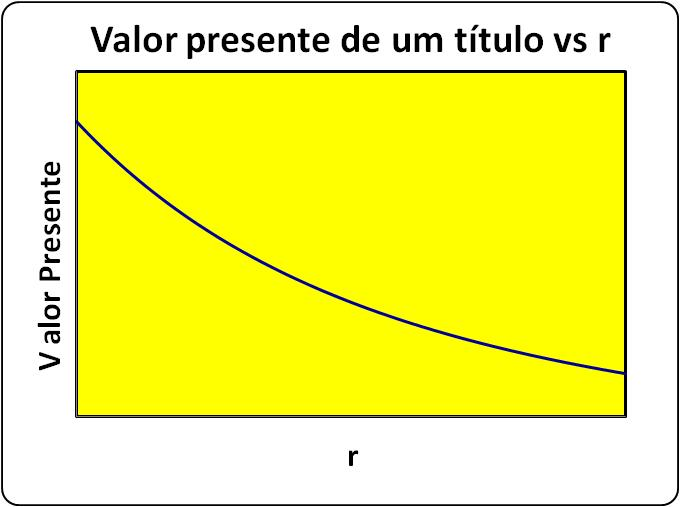 Valor presente de um título vs r
V alor Presente
r